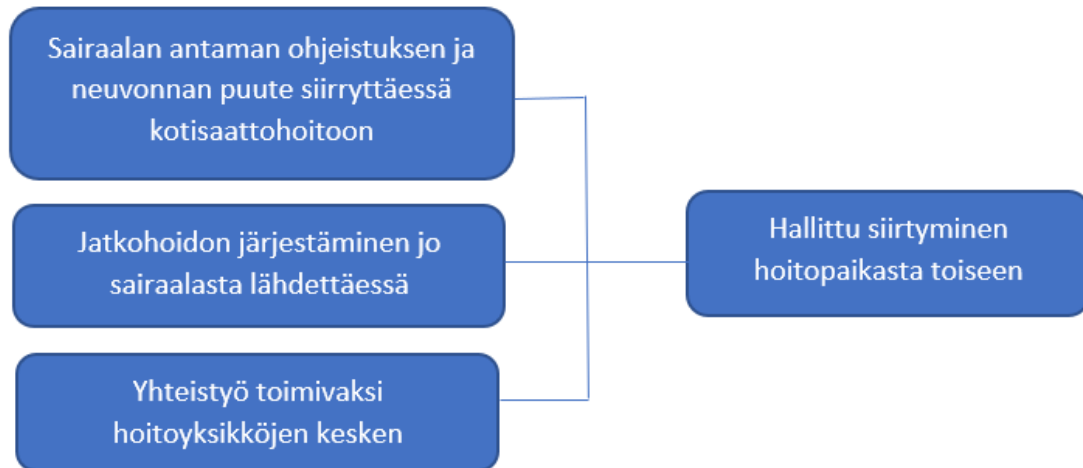 Sairaalan antaman ohjeistuksen ja
neuvonnan puute siirryttäessä
kotisaattohoitoon
Jatkohoidon järjestäminen jo
sairaalasta lähdettäessä
Yhteistyö toimivaksi
hoitoyksikköjen kesken
Hallittu siirtyminen
hoitopaikasta toiseen